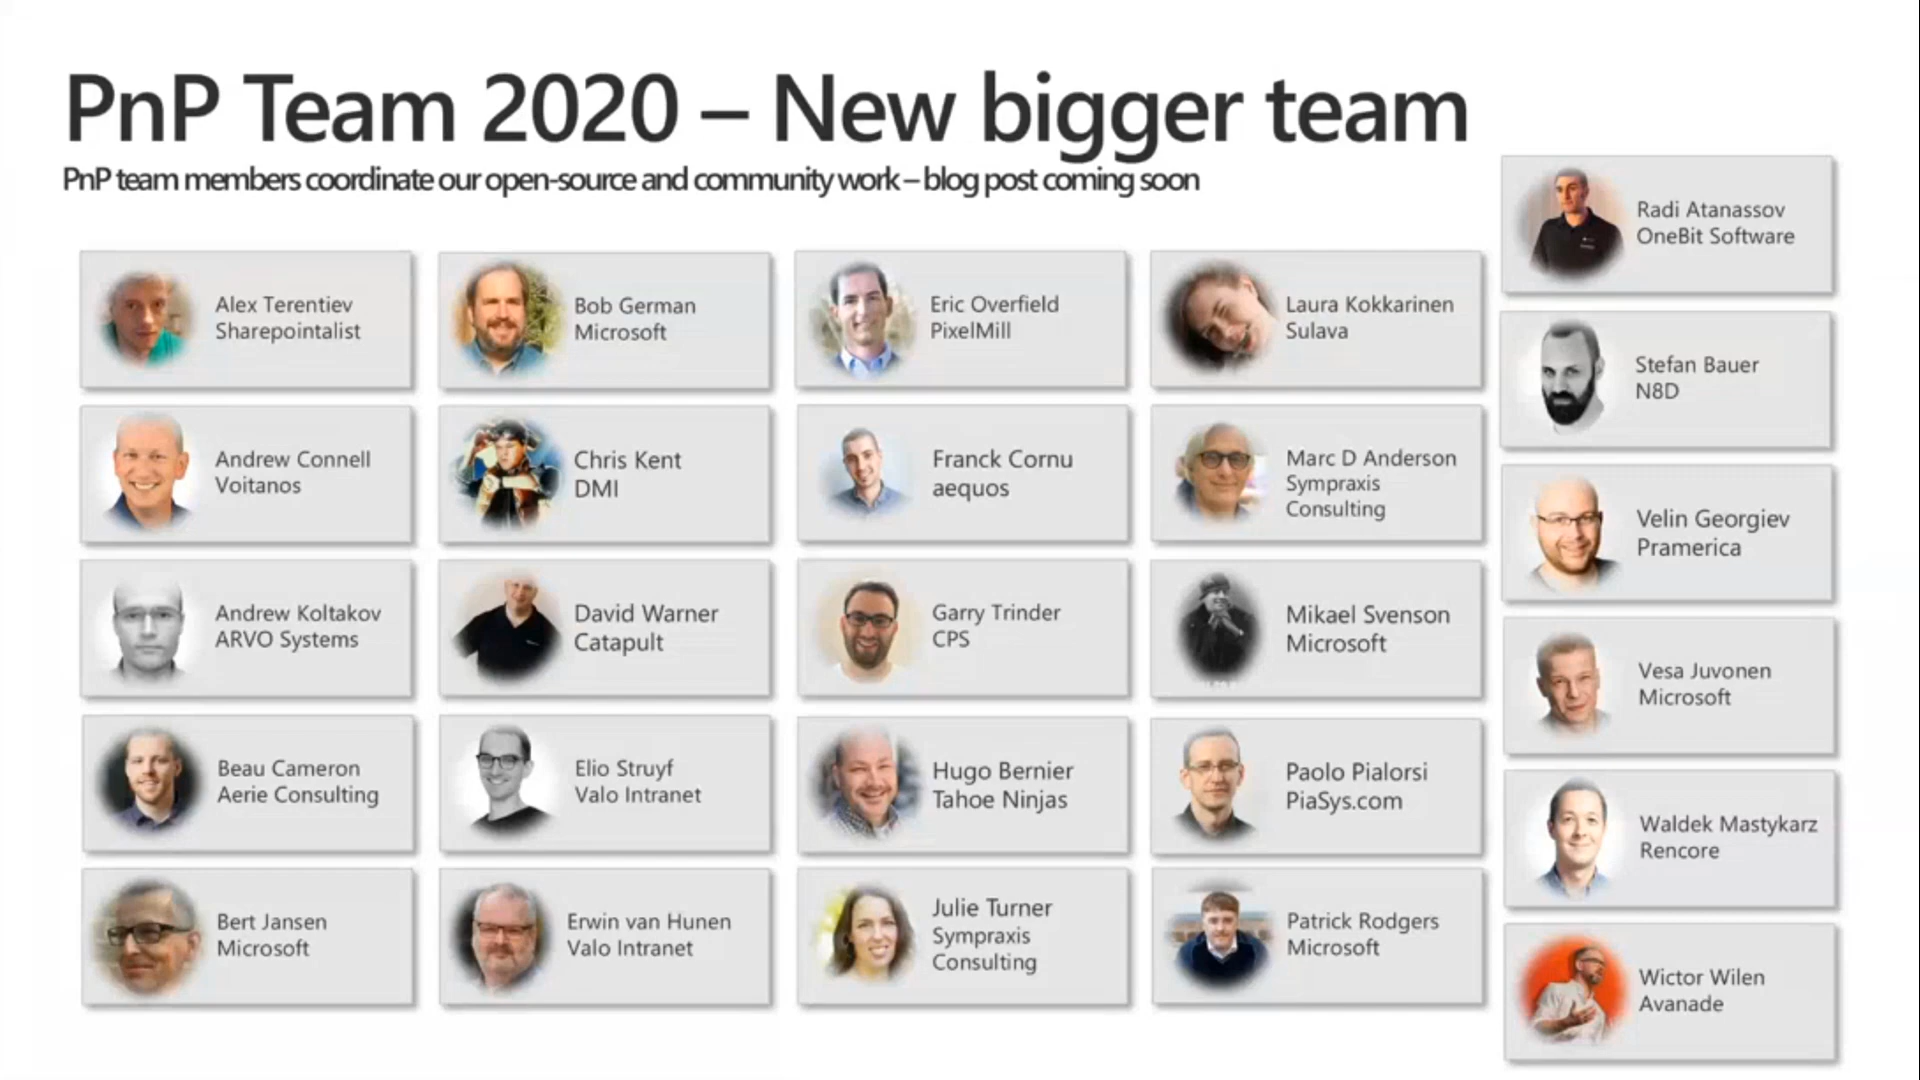 PnP Team 2020 – New bigger team
PnP team members coordinate our open-source and community work – blog post coming soon
Alex Terentiev
Sharepointalist
Andrew Connell
Voitanos
Andrew Koltakov
ARVO Systems
Beau Cameron
Aerie Consulting
Bert Jansen
Microsoft
Bob German
Microsoft
Chris Kent
DMI
David Warner
Catapult
Elio Struyf
Valo Intranet
Erwin van Hunen
Valo Intranet
Eric Overfield
PixelMill
Franck Cornu
aequos
Garry Trinder
CPS
Hugo Bernier
Tahoe Ninjas
Julie Turner
Sympraxis
Consulting
Laura Kokkarinen
Sulava
Marc D Anderson
Sympraxis
Consulting
Mikael Svenson
Microsoft
Paolo Pialorsi
PiaSys.com
Patrick Rodgers
Microsoft
Radi Atanassov
OneBit Software
Stefan Bauer
N8D
Velin Georgiev
Pramerica
Vesa Juvonen
Microsoft
Waldek Mastykarz
Rencore
Wictor Wilen
Avanade